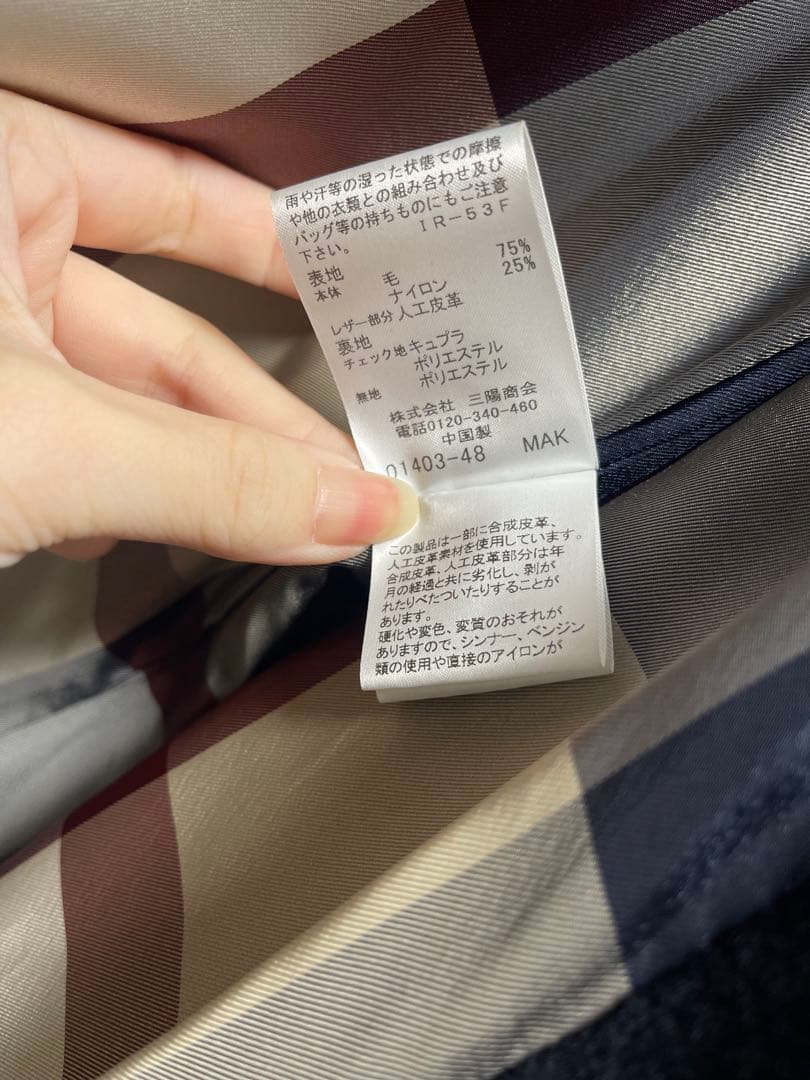 雨や汗等の湿った状態での摩擦
や他の衣類との組み合わせ及び
バッグ等の持ちものにもご注意
下さい。 IR-53F
表地 75%
本体 毛 25%
ナイロン
レザー部分 人工皮革
裏地
チェック地 キュプラ
ポリエステル
無地 ポリエステル
株式会社 三陽商会
電話0120-340-460
中国製
01403-48 MAK
この製品は一部に合成皮革、
人工皮革素材を使用しています。
合成皮革、人工皮革部分は年
月の経過と共に劣化し、剥が
れたりべたついたりすることが
あります。
硬化や変色、変質のおそれが
ありますので、シンナー、ベンジン
類の使用や直接のアイロンが